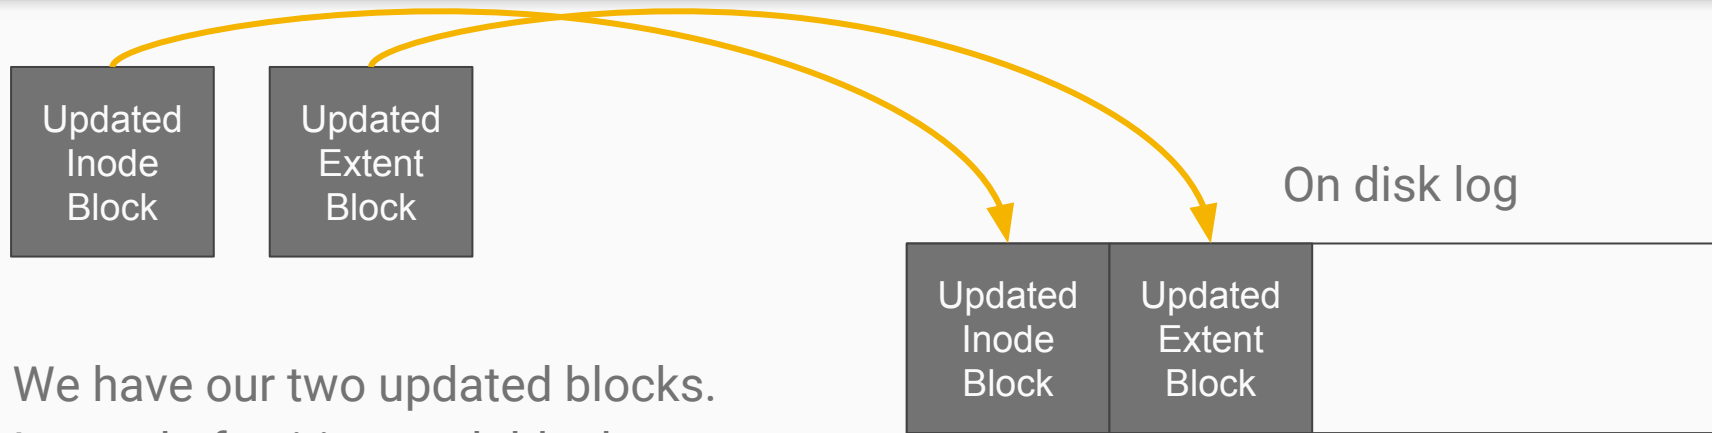 Updated
Inode
Block
Updated
Extent
Block
On disk log
Updated
Inode
Block
Updated
Extent
Block
We have our two updated blocks.